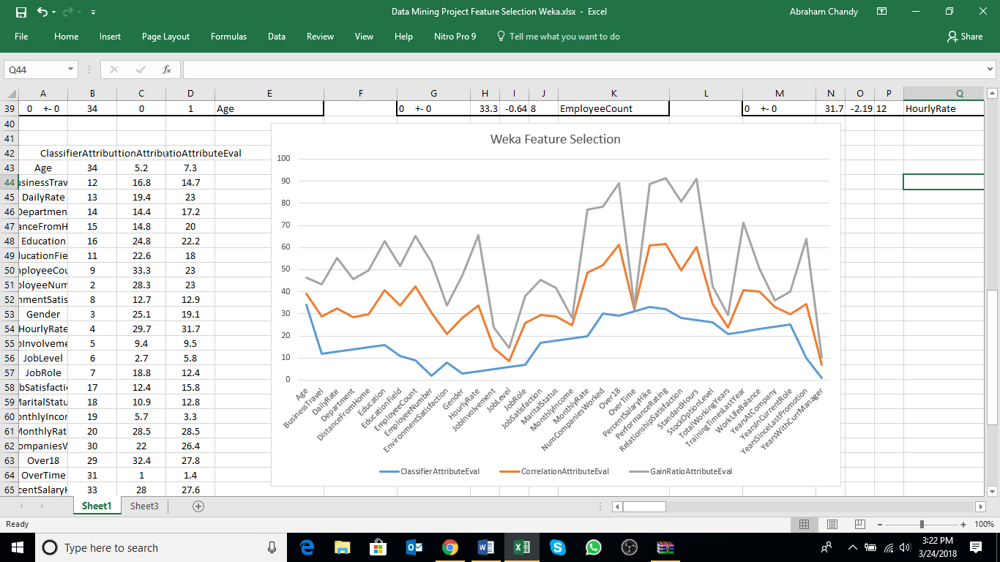 Data Mining Project Feature Selection Weka.xlsx - Excel
Abraham Chandy
File Home Insert Page Layout Formulas Data Review View Help Nitro Pro 9 Tell me what you want to do Share
Q44 fx
A B C D E F G H I J K L M N O P Q
39 0 +- 0 34 0 1 Age 0 +- 0 33.3 -0.64 8 EmployeeCount 0 +- 0 31.7 -2.19 12 HourlyRate
40
41
42 ClassifierAttributtionAttributioAttributeEval
43 Age 34 5.2 7.3
44 usinessTrav 12 16.8 14.7
45 DailyRate 13 19.4 23
46 Departmen 14 14.4 17.2
47 anceFromH 15 14.8 20
48 Education 16 24.8 22.2
49 ducationFie 11 22.6 18
50 mployeeCou 9 33.3 23
51 ployeeNum 2 28.3 23
52 nmentSatis 8 12.7 12.9
53 Gender 3 25.1 19.1
54 HourlyRate 4 29.7 31.7
55 bInvolveme 5 9.4 9.5
56 JobLevel 6 2.7 5.8
57 JobRole 7 18.8 12.4
58 bSatisfactio 17 12.4 15.8
59 MaritalStatu 18 10.9 12.8
60 onthlyIncon 19 5.7 3.3
61 MonthlyRat 20 28.5 28.5
62 ompaniesW 30 22 26.4
63 Over18 29 32.4 27.8
64 OverTime 31 1 1.4
65 centSalaryH 33 28 27.6
Weka Feature Selection
100
90
80
70
60
50
40
30
20
10
0
Age
BusinessTravel
DailyRate
Department
DistanceFromHome
Education
EducationField
EmployeeCount
EmployeeNumber
EnvironmentSatisfaction
Gender
HourlyRate
JobInvolvement
JobLevel
JobRole
JobSatisfaction
MaritalStatus
MonthlyIncome
MonthlyRate
NumCompaniesWorked
Over18
OverTime
PercentSalaryHike
PerformanceRating
RelationshipSatisfaction
StandardHours
StockOptionLevel
TotalWorkingYears
TrainingTimesLastYear
WorkLifeBalance
YearsAtCompany
YearsInCurrentRole
YearsSinceLastPromotion
YearsWithCurrManager
ClassifierAttributeEval CorrelationAttributeEval GainRatioAttributeEval
Sheet1 Sheet3
Ready
100%
Type here to search
3:22 PM
3/24/2018